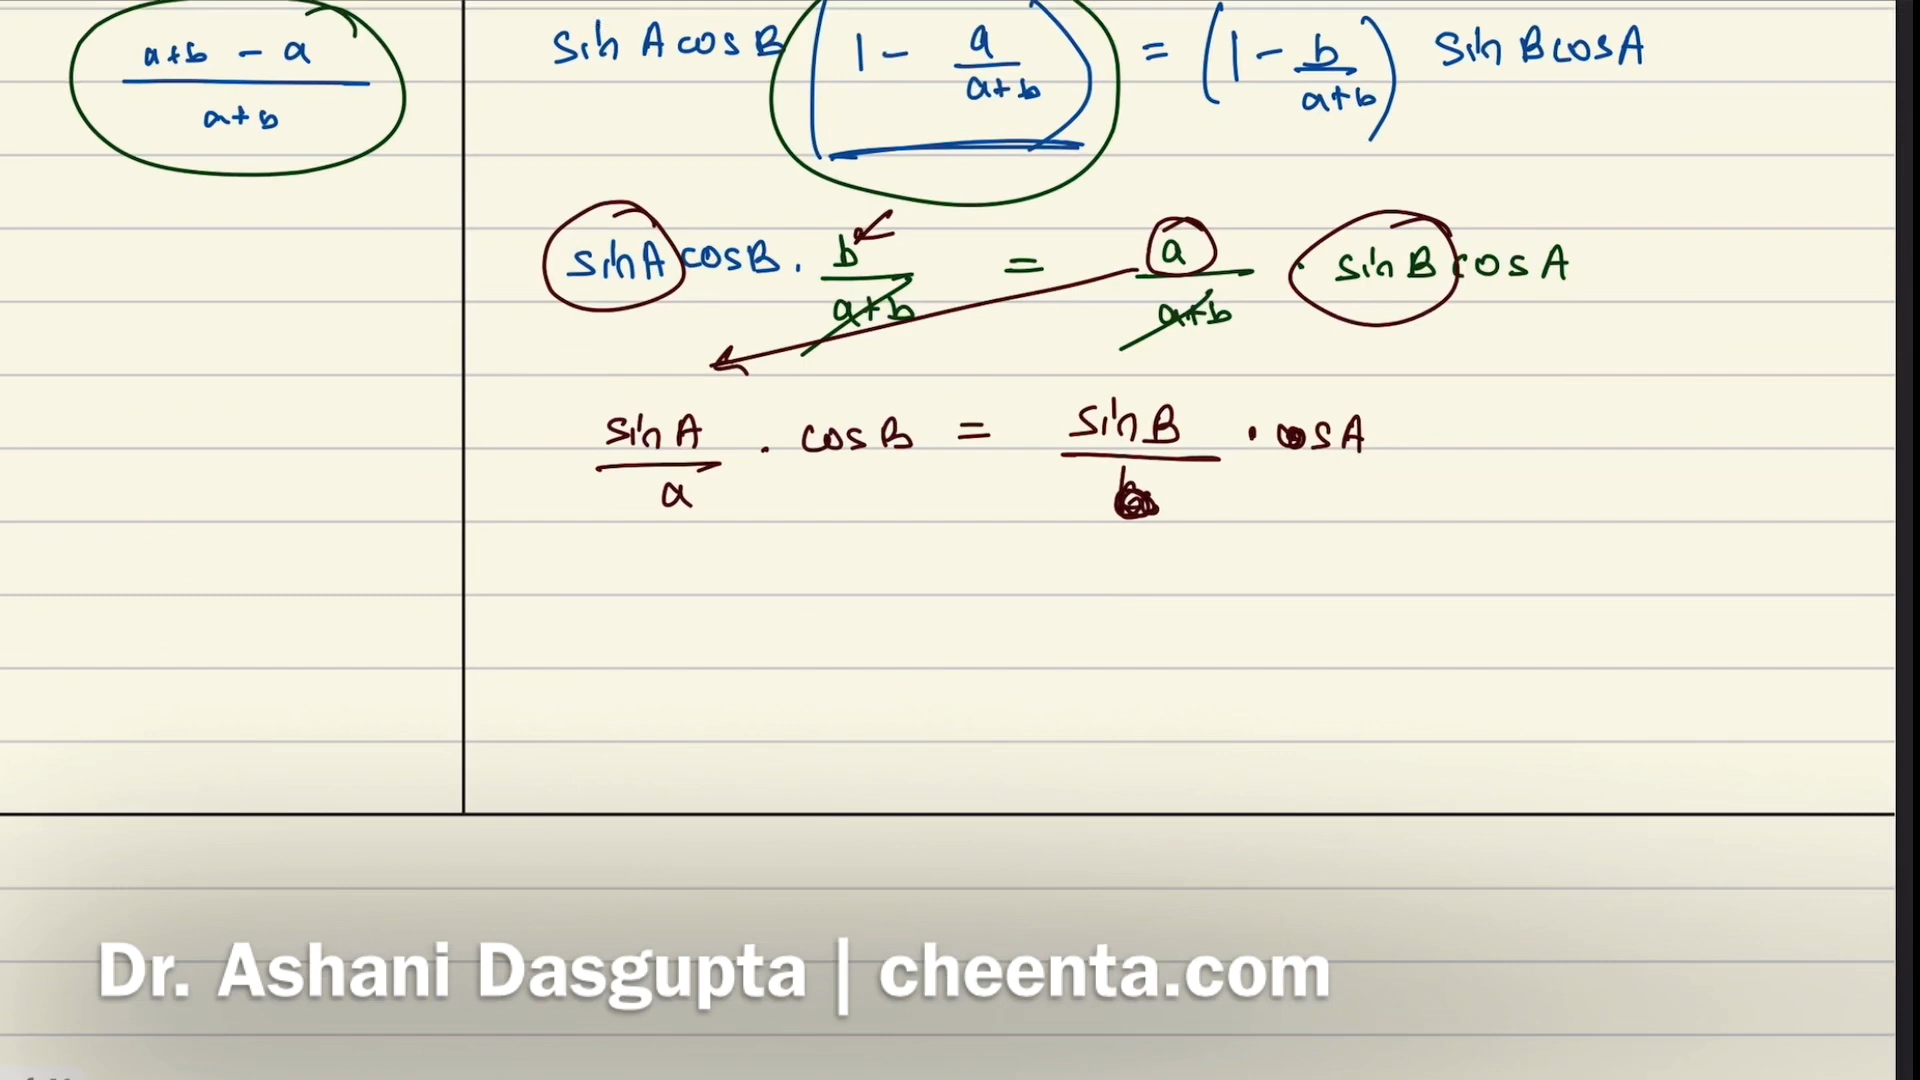 a+b - a / a+b
sin A cos B (1 - a/(a+b)) = (1 - b/(a+b)) sin B cos A
sin A cos B . b/(a+b) = a/(a+b) . sin B cos A
sin A / a . cos B = sin B / b . cos A
Dr. Ashani Dasgupta | cheenta.com